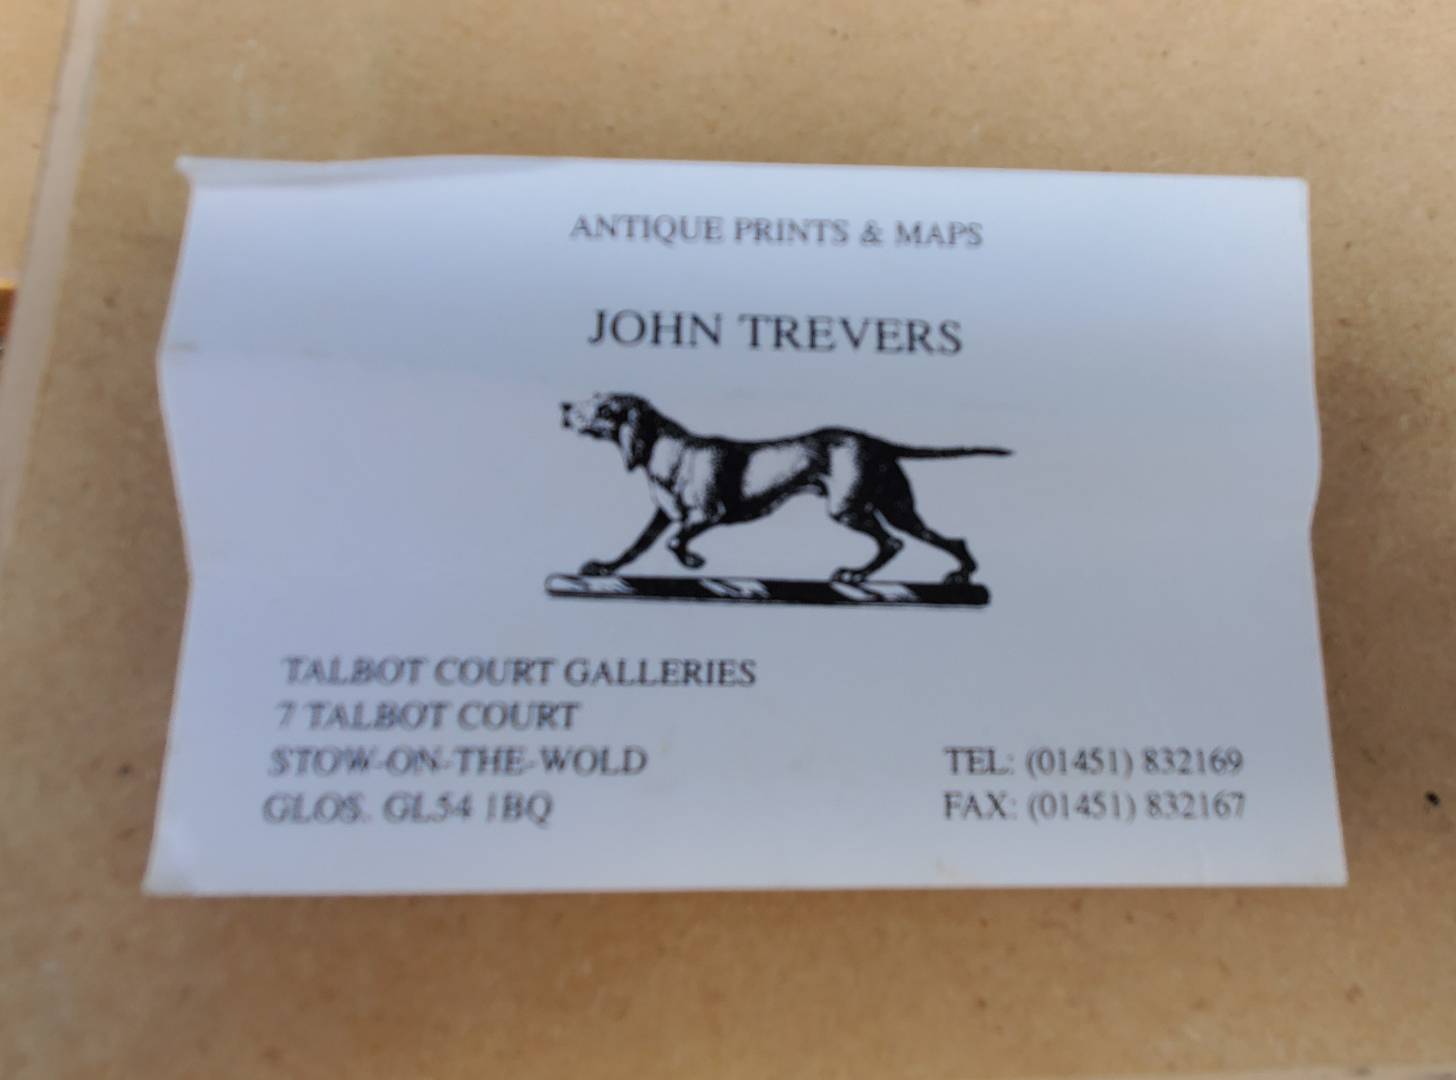 ANTIQUE PRINTS & MAPS
JOHN TREVERS
TALBOT COURT GALLERIES
7 TALBOT COURT
STOW-ON-THE-WOLD
GLOS. GL54 1BQ
TEL: (01451) 832169
FAX: (01451) 832167